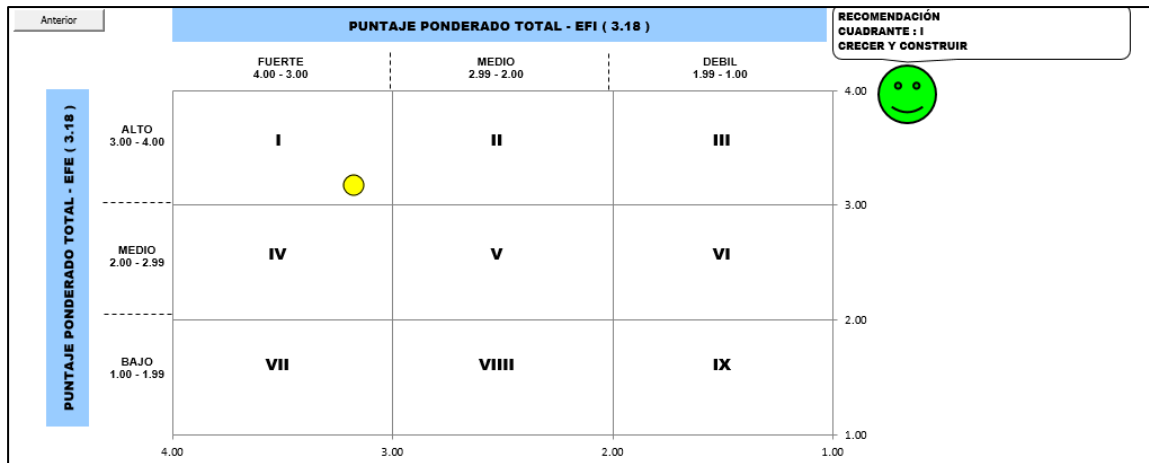 Anterior
PUNTAJE PONDERADO TOTAL - EFI ( 3.18 )
RECOMENDACIÓN
CUADRANTE : I
CRECER Y CONSTRUIR
FUERTE
4.00 - 3.00
MEDIO
2.99 - 2.00
DEBIL
1.99 - 1.00
PUNTAJE PONDERADO TOTAL - EFE ( 3.18 )
ALTO
3.00 - 4.00
I
II
III
4.00
3.00
MEDIO
2.00 - 2.99
IV
V
VI
2.00
BAJO
1.00 - 1.99
VII
VIIII
IX
1.00
4.00
3.00
2.00
1.00